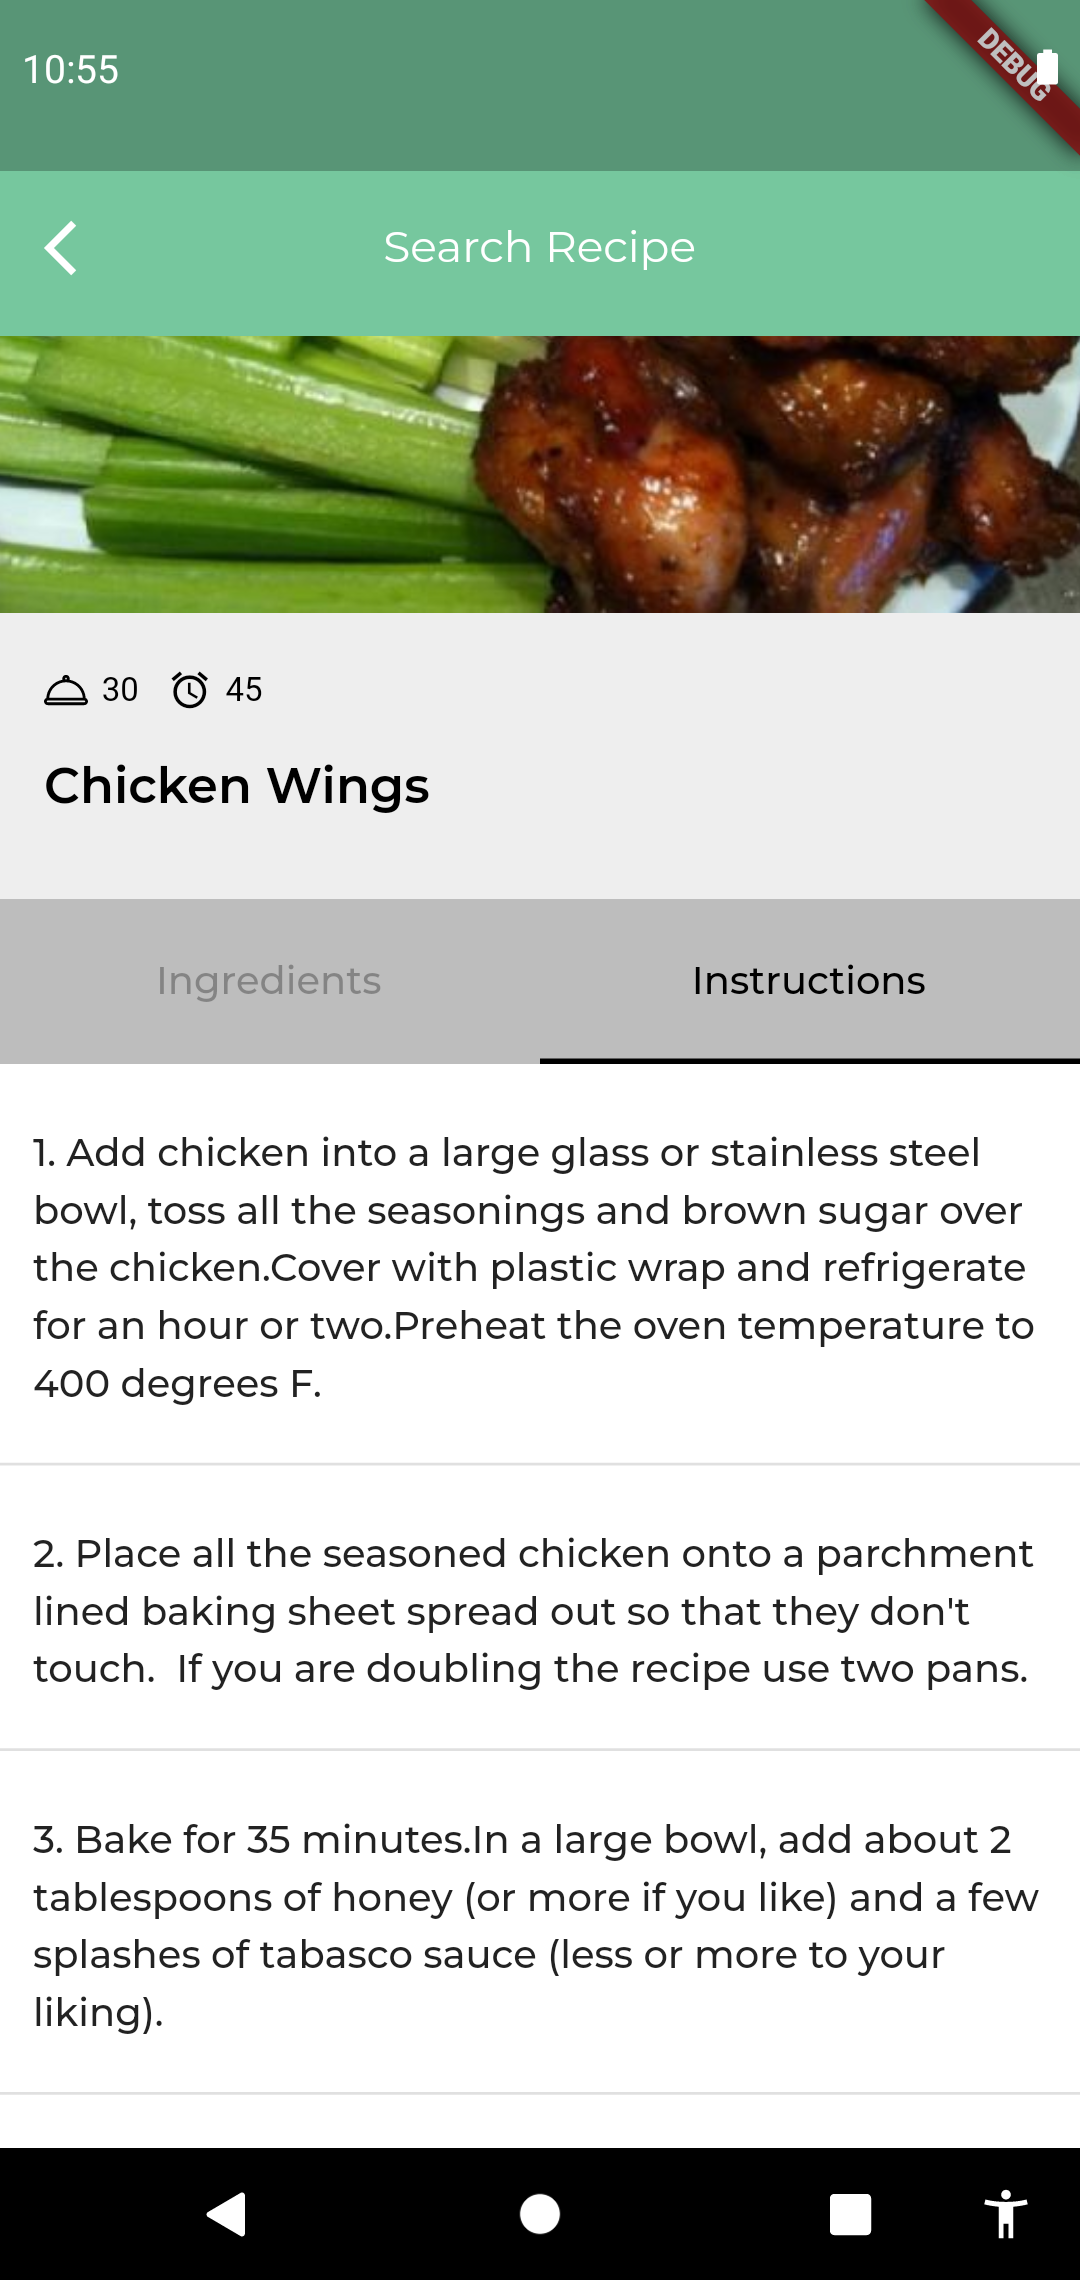 10:55
DEBUG
Search Recipe
30 45
Chicken Wings
Ingredients Instructions
1. Add chicken into a large glass or stainless steel
bowl, toss all the seasonings and brown sugar over
the chicken.Cover with plastic wrap and refrigerate
for an hour or two.Preheat the oven temperature to
400 degrees F.
2. Place all the seasoned chicken onto a parchment
lined baking sheet spread out so that they don't
touch.  If you are doubling the recipe use two pans.
3. Bake for 35 minutes.In a large bowl, add about 2
tablespoons of honey (or more if you like) and a few
splashes of tabasco sauce (less or more to your
liking).